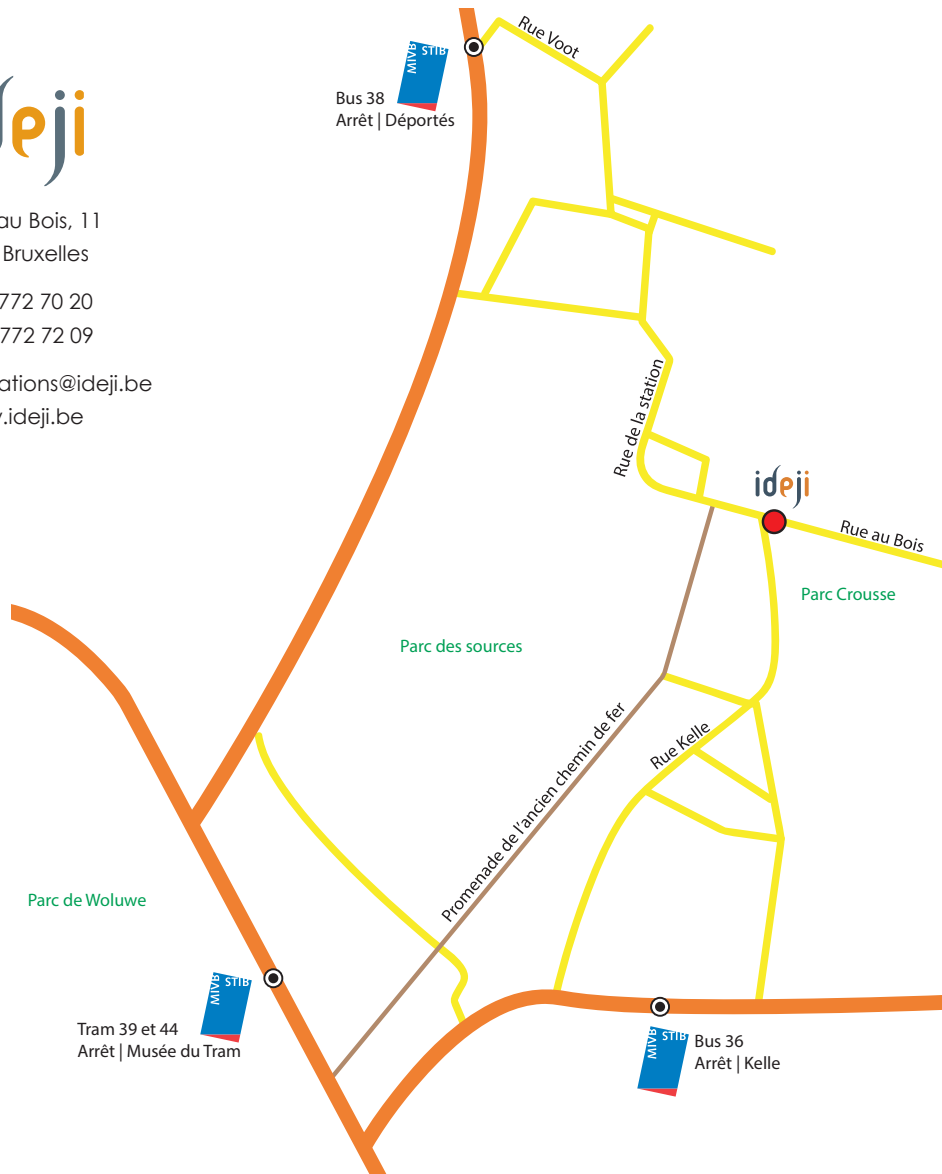 Rue Voot
MIVB
STIB
Bus 38
Arrêt | Déportés
eji
au Bois, 11
Bruxelles
772 70 20
772 72 09
ations@ideji.be
.ideji.be
Rue de la station
ideji
Rue au Bois
Parc Crousse
Parc des sources
Promenade de l'ancien chemin de fer
Rue Kelle
Parc de Woluwe
MIVB
STIB
Tram 39 et 44
Arrêt | Musée du Tram
MIVB
STIB
Bus 36
Arrêt | Kelle